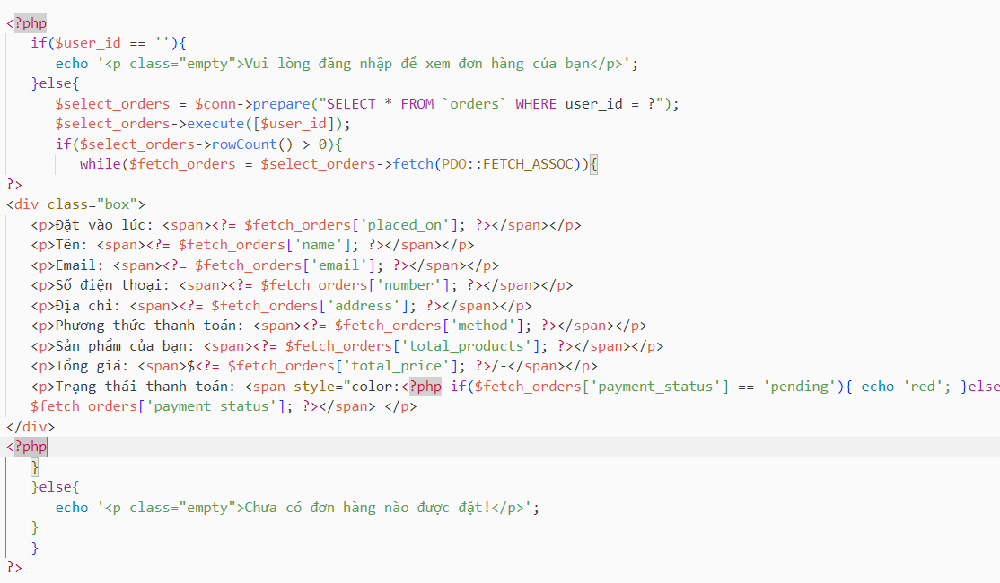 <?php
if($user_id == ''){
echo '<p class="empty">Vui lòng đăng nhập để xem đơn hàng của bạn</p>';
}else{
$select_orders = $conn->prepare("SELECT * FROM `orders` WHERE user_id = ?");
$select_orders->execute([$user_id]);
if($select_orders->rowCount() > 0){
while($fetch_orders = $select_orders->fetch(PDO::FETCH_ASSOC)){
?>
<div class="box">
<p>Đặt vào lúc: <span><?= $fetch_orders['placed_on']; ?></span></p>
<p>Tên: <span><?= $fetch_orders['name']; ?></span></p>
<p>Email: <span><?= $fetch_orders['email']; ?></span></p>
<p>Số điện thoại: <span><?= $fetch_orders['number']; ?></span></p>
<p>Địa chỉ: <span><?= $fetch_orders['address']; ?></span></p>
<p>Phương thức thanh toán: <span><?= $fetch_orders['method']; ?></span></p>
<p>Sản phẩm của bạn: <span><?= $fetch_orders['total_products']; ?></span></p>
<p>Tổng giá: <span>$<?= $fetch_orders['total_price']; ?>/-</span></p>
<p>Trạng thái thanh toán: <span style="color:<?php if($fetch_orders['payment_status'] == 'pending'){ echo 'red'; }else
$fetch_orders['payment_status']; ?></span> </p>
</div>
<?php
}
}else{
echo '<p class="empty">Chưa có đơn hàng nào được đặt!</p>';
}
}
?>